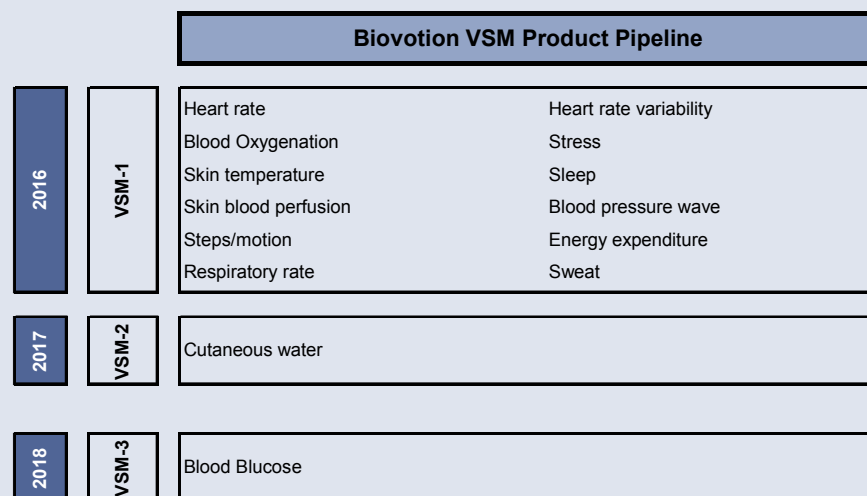 Biovotion VSM Product Pipeline
2016
VSM-1
Heart rate
Heart rate variability
Blood Oxygenation
Stress
Skin temperature
Sleep
Skin blood perfusion
Blood pressure wave
Steps/motion
Energy expenditure
Respiratory rate
Sweat
2017
VSM-2
Cutaneous water
2018
VSM-3
Blood Blucose